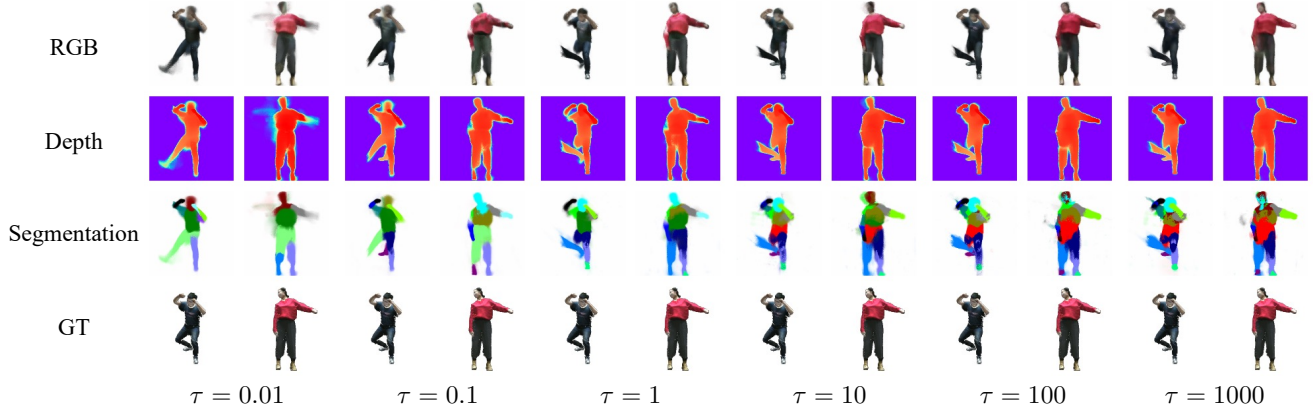 RGB
Depth
Segmentation
GT
τ = 0.01 τ = 0.1 τ = 1 τ = 10 τ = 100 τ = 1000